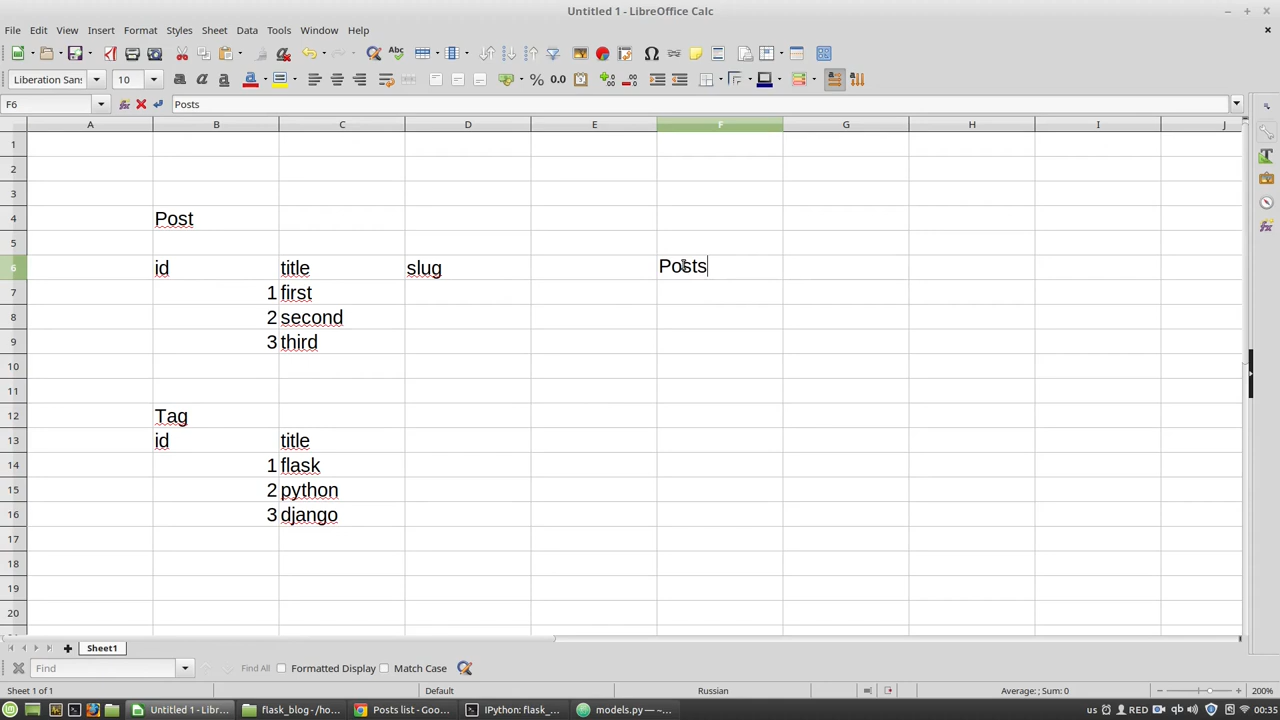 Untitled 1 - LibreOffice Calc
File Edit View Insert Format Styles Sheet Data Tools Window Help
Liberation Sans 10
F6 Posts
A B C D E F G H I J
1
2
3
4 Post
5
6 id title slug Posts
7 1 first
8 2 second
9 3 third
10
11
12 Tag
13 id title
14 1 flask
15 2 python
16 3 django
17
18
19
20
Sheet1
Find Find All Formatted Display Match Case
Sheet 1 of 1 Default Russian Average: ; Sum: 0 200%
Untitled 1 - Libr... flask_blog - /ho... Posts list - Goo... IPython: flask_... models.py — ~... us RED qb 00:35